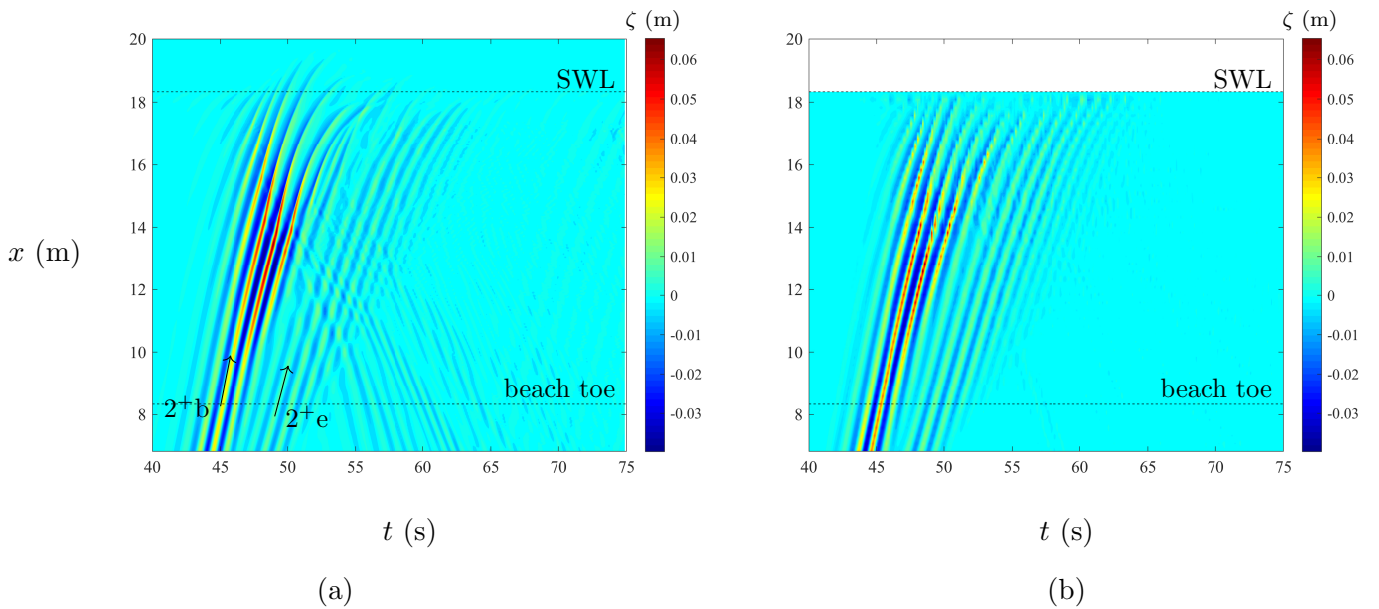 ζ (m)
20
18
16
14
12
10
8
40 45 50 55 60 65 70 75
SWL
beach toe
2⁺b
2⁺e
0.06
0.05
0.04
0.03
0.02
0.01
0
-0.01
-0.02
-0.03
x (m)
t (s)
(a)
ζ (m)
20
18
16
14
12
10
8
40 45 50 55 60 65 70 75
SWL
beach toe
0.06
0.05
0.04
0.03
0.02
0.01
0
-0.01
-0.02
-0.03
t (s)
(b)